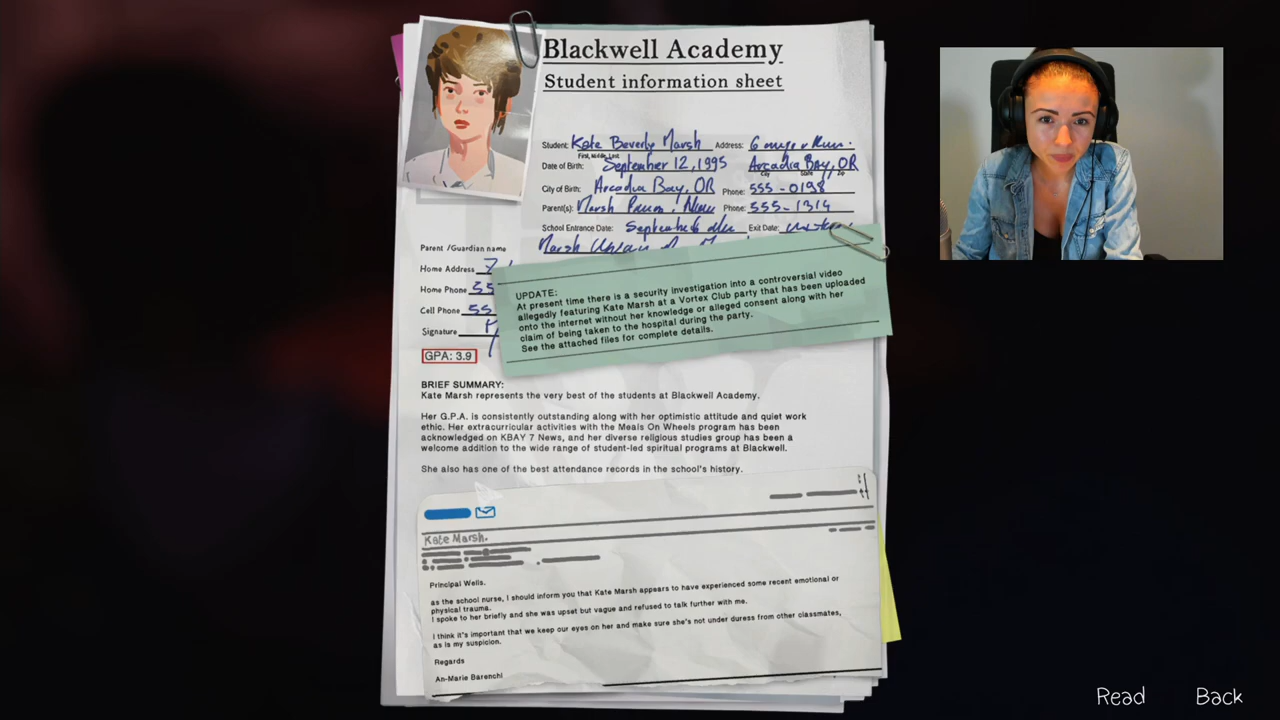 Blackwell Academy
Student information sheet
Student: Kate Beverly Marsh Address:
First, Middle, Last
Date of Birth: September 12, 1995 Arcadia Bay, OR
City State Zip
City of Birth: Arcadia Bay, OR Phone: 555-0198
Parent(s): Marsh Phone: 555-1314
School Entrance Date: Exit Date:
Marsh
Parent /Guardian name
Home Address 7
Home Phone 55
Cell Phone 55
Signature
GPA: 3.9
UPDATE:
At present time there is a security investigation into a controversial video
allegedly featuring Kate Marsh at a Vortex Club party that has been uploaded
onto the internet without her knowledge or alleged consent along with her
claim of being taken to the hospital during the party.
See the attached files for complete details.
BRIEF SUMMARY:
Kate Marsh represents the very best of the students at Blackwell Academy.
Her G.P.A. is consistently outstanding along with her optimistic attitude and quiet work
ethic. Her extracurricular activities with the Meals On Wheels program has been
acknowledged on KBAY 7 News, and her diverse religious studies group has been a
welcome addition to the wide range of student-led spiritual programs at Blackwell.
She also has one of the best attendance records in the school's history.
Kate Marsh.
Principal Wells.
as the school nurse, I should inform you that Kate Marsh appears to have experienced some recent emotional or
physical trauma.
I spoke to her briefly and she was upset but vague and refused to talk further with me.
I think it's important that we keep our eyes on her and make sure she's not under duress from other classmates,
as is my suspicion.
Regards
An-Marie Barenchi
Read Back